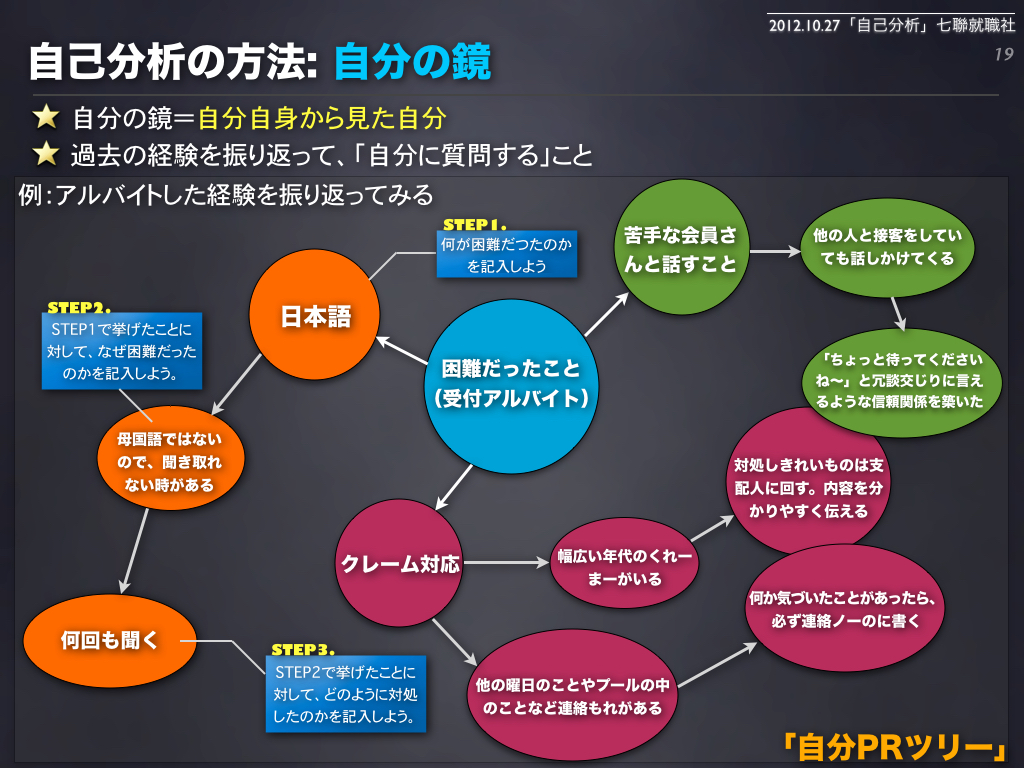 2012.10.27「自己分析」七聯就職社
19
自己分析の方法: 自分の鏡
自分の鏡＝自分自身から見た自分
過去の経験を振り返って、「自分に質問する」こと
例：アルバイトした経験を振り返ってみる
STEP1.
何が困難だつたのか
を記入しよう
苦手な会員さ
んと話すこと
他の人と接客をしてい
ても話しかけてくる
「ちょっと待ってください
ね〜」と冗談交じりに言え
るような信頼関係を築いた
日本語
STEP2.
STEP1で挙げたことに
対して、なぜ困難だった
のかを記入しよう。
困難だったこと
（受付アルバイト）
母国語ではない
ので、聞き取れ
ない時がある
対処しきれいものは支
配人に回す。内容を分
かりやすく伝える
クレーム対応
幅広い年代のくれー
まーがいる
何か気づいたことがあったら、
必ず連絡ノーのに書く
何回も聞く
STEP3.
STEP2で挙げたことに
対して、どのように対処
したのかを記入しよう。
他の曜日のことやプールの中
のことなど連絡もれがある
「自分PRツリー」